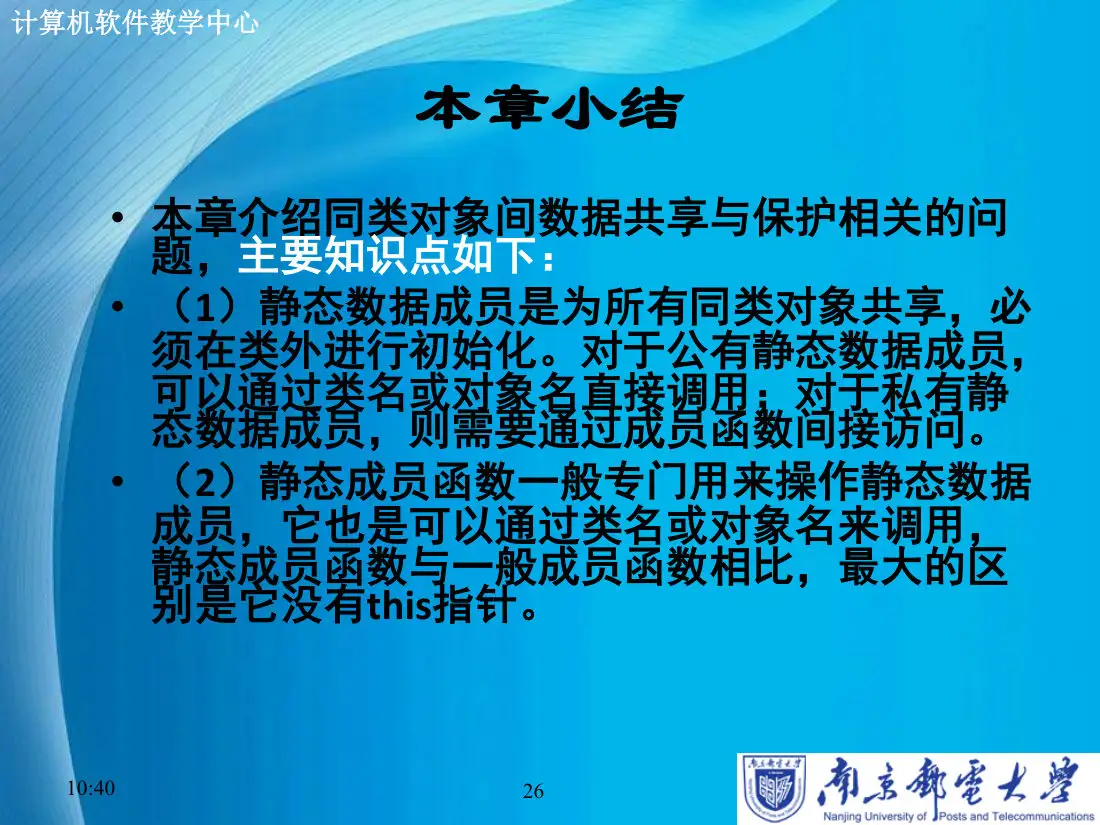 计算机软件教学中心
本章小结
• 本章介绍同类对象间数据共享与保护相关的问
题，主要知识点如下：
• （1）静态数据成员是为所有同类对象共享，必
须在类外进行初始化。对于公有静态数据成员，
可以通过类名或对象名直接调用；对于私有静
态数据成员，则需要通过成员函数间接访问。
• （2）静态成员函数一般专门用来操作静态数据
成员，它也是可以通过类名或对象名来调用，
静态成员函数与一般成员函数相比，最大的区
别是它没有this指针。
10:40
26
南京邮电大學
Nanjing University of Posts and Telecommunications